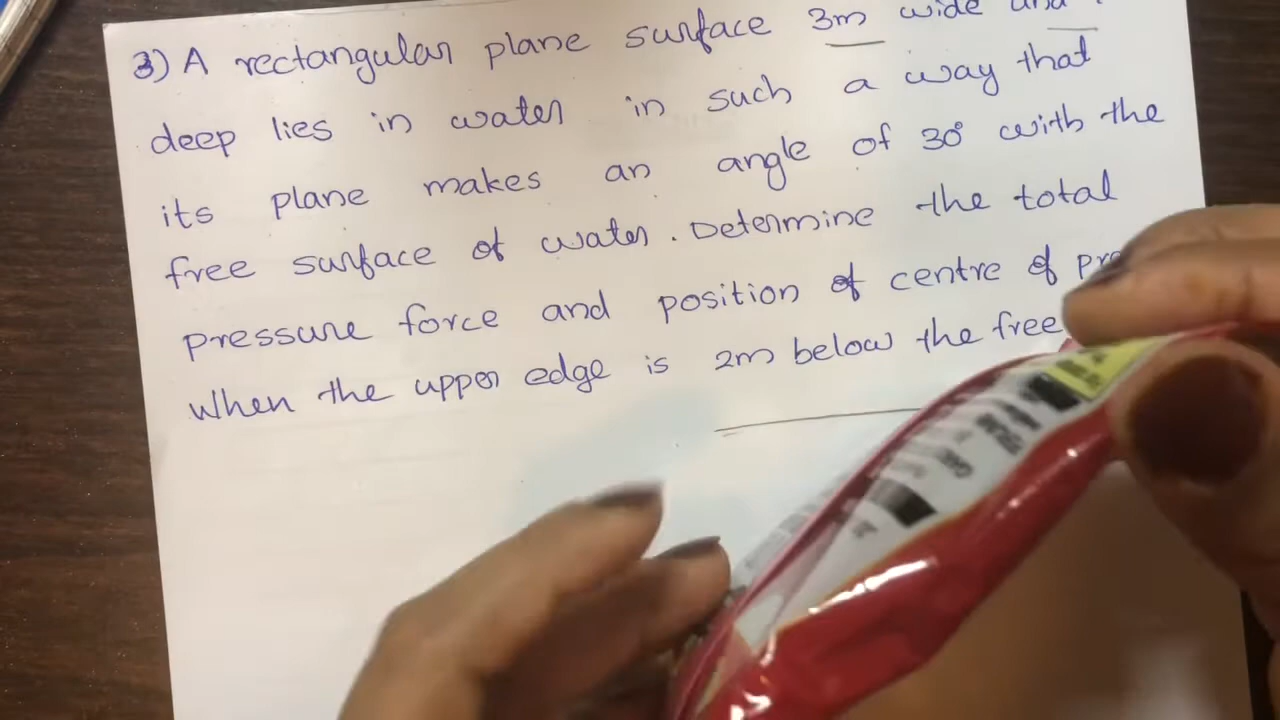 3) A rectangular plane surface 3m wide and
deep lies in water in such a way that
its plane makes an angle of 30° with the
free surface of water. Determine the total
pressure force and position of centre of
When the upper edge is 2m below the free